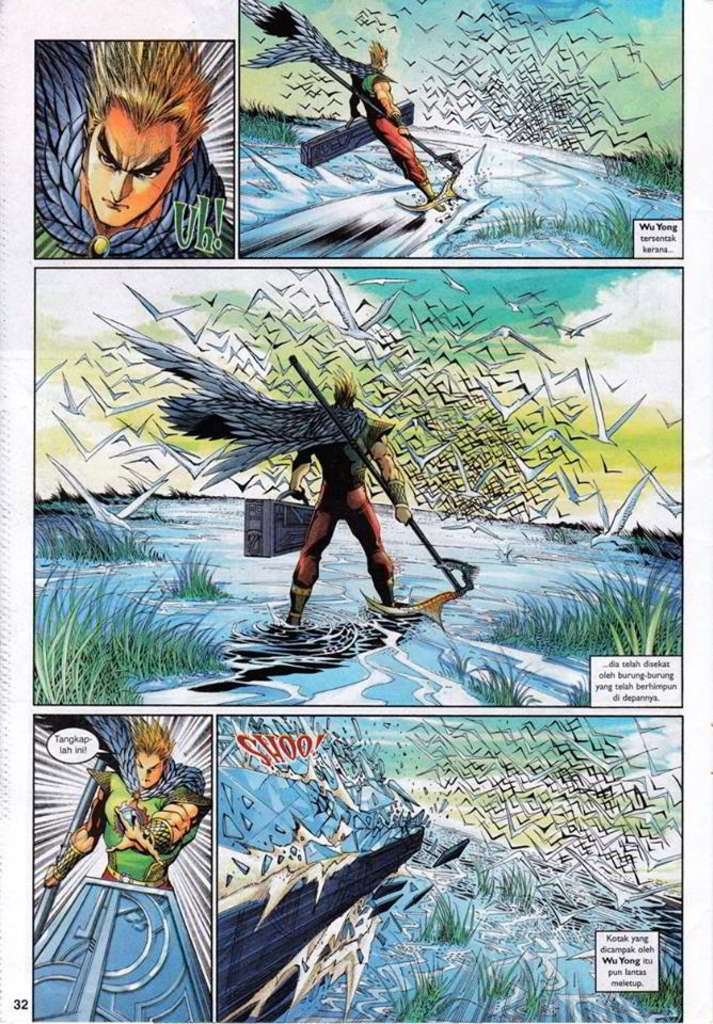 Uh!
Wu Yong
tersentak
kerana...
...dia telah disekat
oleh burung-burung
yang telah berhimpun
di depannya.
Tangkap-
lah ini!
SHOO!
Kotak yang
dicampak oleh
Wu Yong itu
pun lantas
meletup.
32